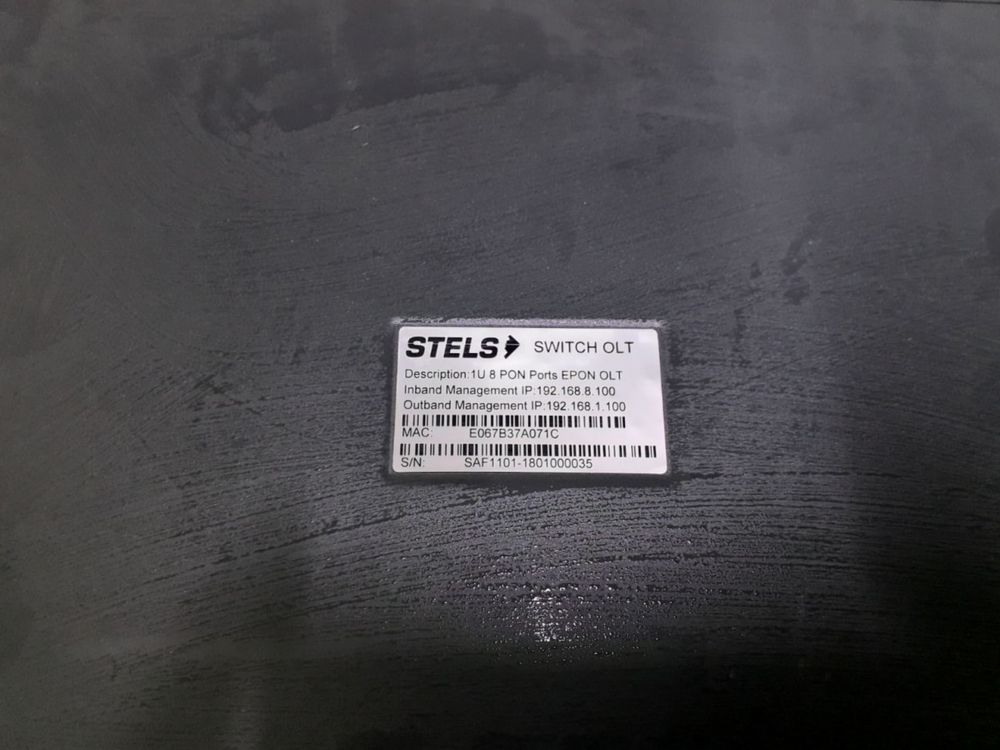 STELS SWITCH OLT
Description:1U 8 PON Ports EPON OLT
Inband Management IP:192.168.8.100
Outband Management IP:192.168.1.100
MAC: E067B37A071C
S/N: SAF1101-1801000035